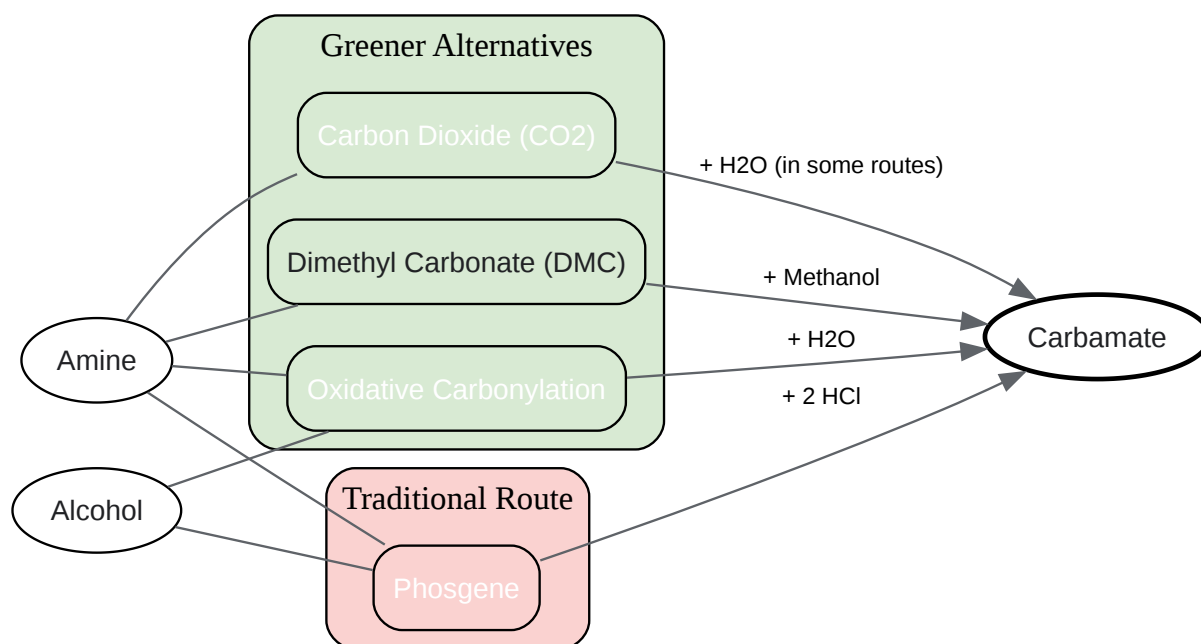 Greener Alternatives
Carbon Dioxide (CO2)
+ H2O (in some routes)
Dimethyl Carbonate (DMC)
+ Methanol
Amine
+ H2O
Carbamate
Oxidative Carbonylation
+ 2 HCl
Alcohol
Traditional Route
Phosgene